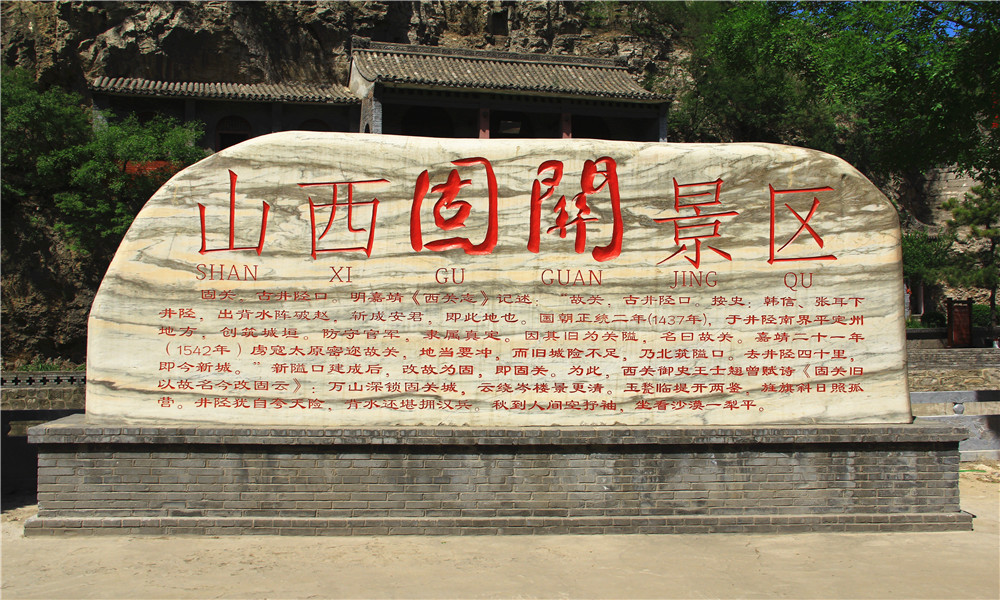 山西固関景区
SHAN XI GU GUAN JING QU
固关，古井陉口。明嘉靖《西关志》记述：“故关，古井陉口。按史：韩信、张耳下
井陉，出背水阵破赵，斩成安君，即此地也。国朝正统二年(1437年)，于井陉南界平定州
地方，创筑城垣。防守官军，隶属真定。因其旧为关隘，名曰故关。嘉靖二十一年
（1542年）虏寇太原密迩故关，地当要冲，而旧城险不足，乃北筑隘口。去井陉四十里，
即今新城。”新隘口建成后，改故为固，即固关。为此，西关御史王士翘曾赋诗《固关旧
以故名今改固云》：万山深锁固关城，云绕岑楼景更清。玉甃临堤开两鉴，旌旗斜日照孤
营。井陉犹自夸天险，背水还堪拥汉兵。秋到人间空抒袖，坐看沙漠一犁平。